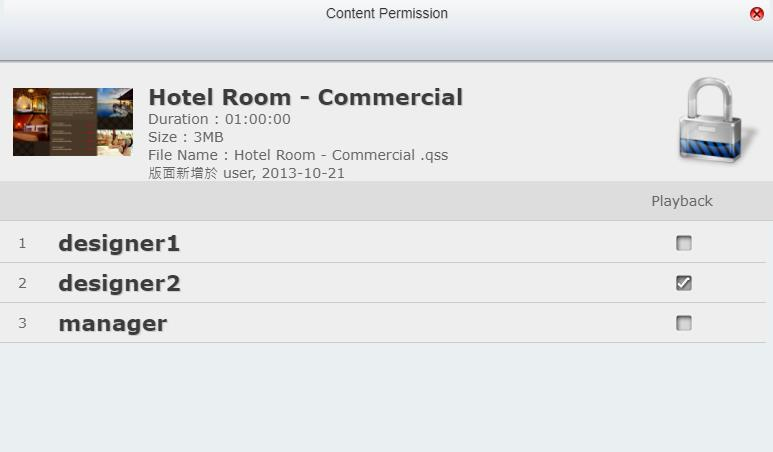 Content Permission
Hotel Room - Commercial
Duration : 01:00:00
Size : 3MB
File Name : Hotel Room - Commercial .qss
版面新增於 user, 2013-10-21
Playback
1 designer1
2 designer2
3 manager